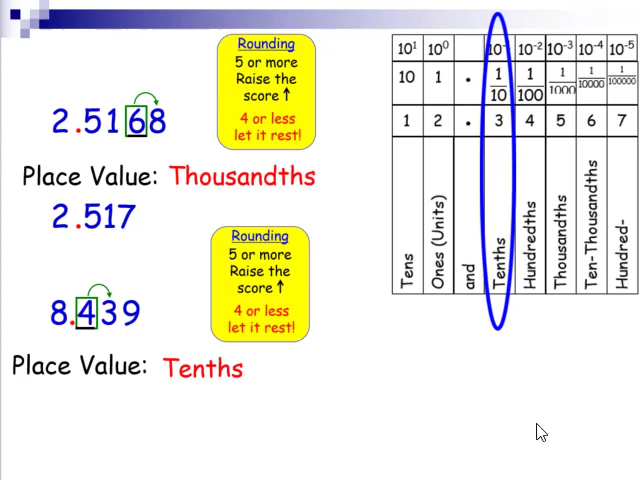 Rounding
5 or more
Raise the
score ↑
4 or less
let it rest!
2.5168
Place Value: Thousandths
2.517
Rounding
5 or more
Raise the
score ↑
4 or less
let it rest!
8.439
Place Value: Tenths
10¹ 10⁰ 10⁻ 10⁻² 10⁻³ 10⁻⁴ 10⁻⁵
10 1 . 1/10 1/100 1/1000 1/10000 1/100000
1 2 . 3 4 5 6 7
Tens
Ones (Units)
and
Tenths
Hundredths
Thousandths
Ten-Thousandths
Hundred-